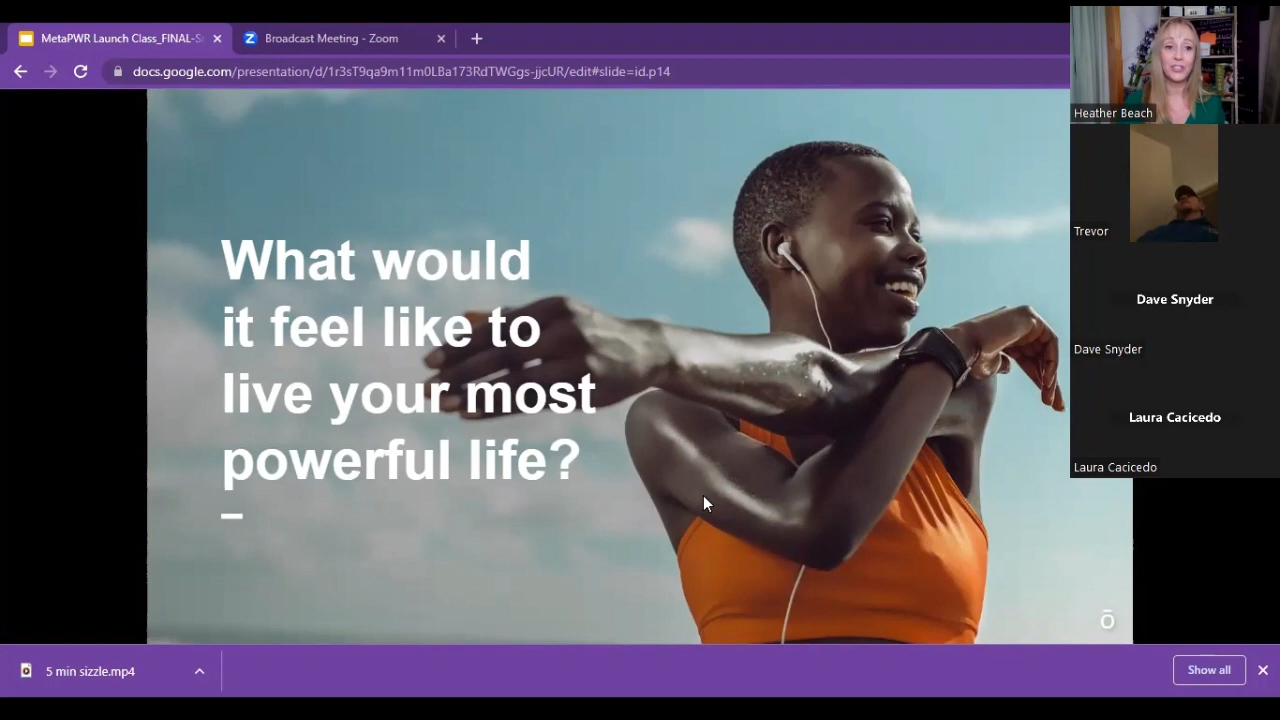 MetaPWR Launch Class_FINAL-S
Broadcast Meeting - Zoom
docs.google.com/presentation/d/1r3sT9qa9m11m0LBa173RdTWGgs-jjcUR/edit#slide=id.p14
What would
it feel like to
live your most
powerful life?
ō
Heather Beach
Trevor
Dave Snyder
Dave Snyder
Laura Cacicedo
Laura Cacicedo
5 min sizzle.mp4
Show all